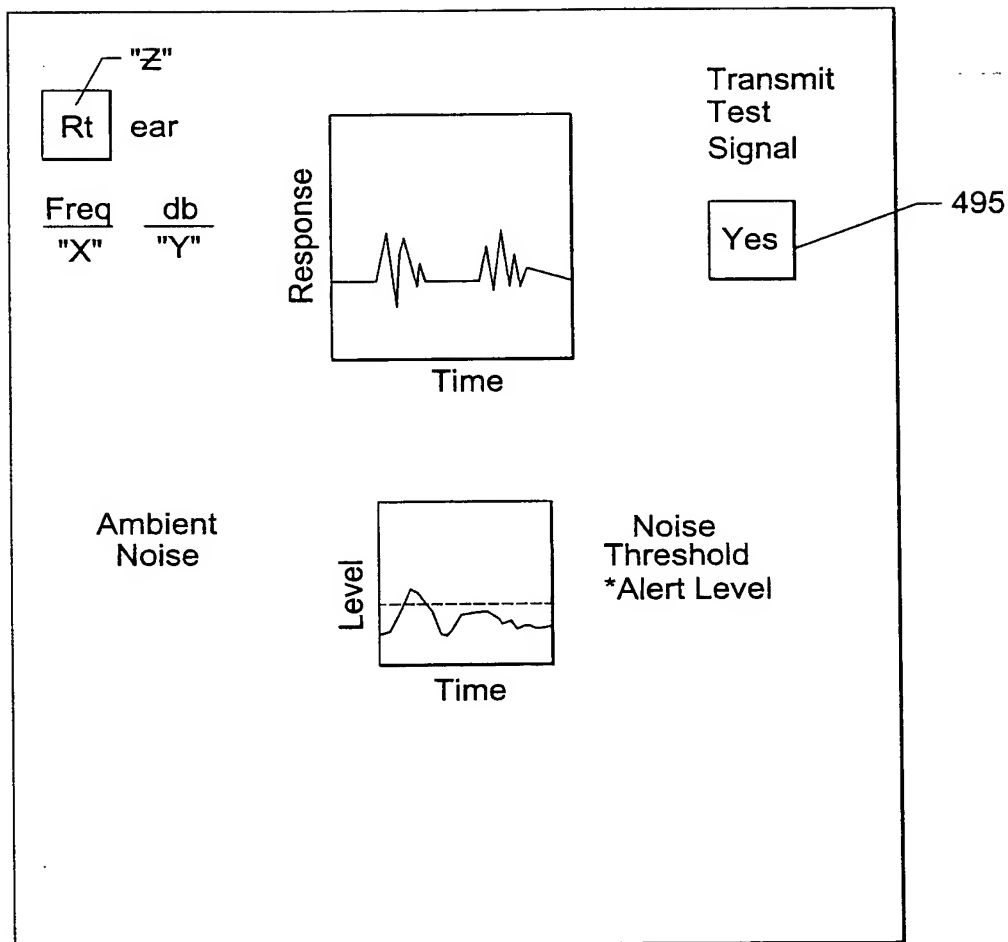 "Z"
Rt ear
Freq db
"X" "Y"
Response
Time
Transmit
Test
Signal
Yes
495
Ambient
Noise
Level
Time
Noise
Threshold
*Alert Level